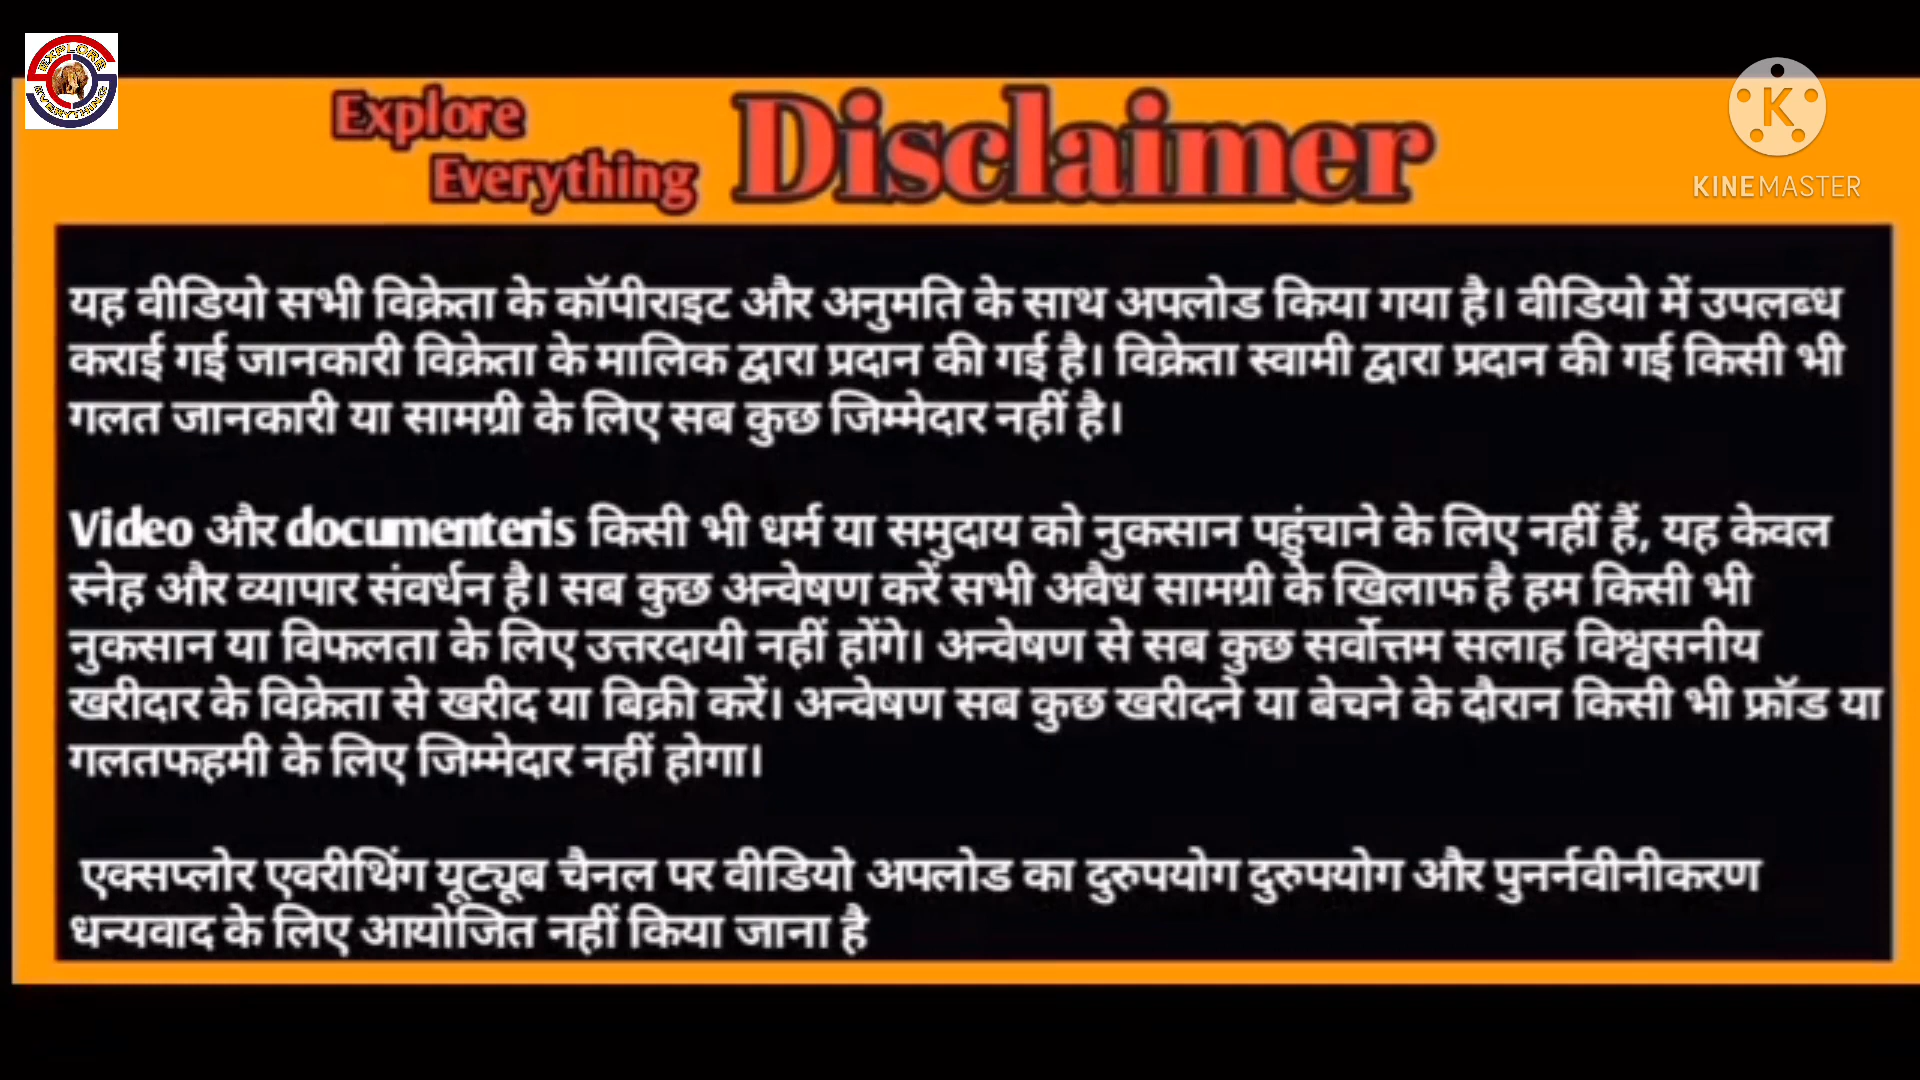 EXPLORE
EVERYTHING
Explore
Everything
Disclaimer
K
KINEMASTER
यह वीडियो सभी विक्रेता के कॉपीराइट और अनुमति के साथ अपलोड किया गया है। वीडियो में उपलब्ध
कराई गई जानकारी विक्रेता के मालिक द्वारा प्रदान की गई है। विक्रेता स्वामी द्वारा प्रदान की गई किसी भी
गलत जानकारी या सामग्री के लिए सब कुछ जिम्मेदार नहीं है।
Video और documenteris किसी भी धर्म या समुदाय को नुकसान पहुंचाने के लिए नहीं हैं, यह केवल
स्नेह और व्यापार संवर्धन है। सब कुछ अन्वेषण करें सभी अवैध सामग्री के खिलाफ है हम किसी भी
नुकसान या विफलता के लिए उत्तरदायी नहीं होंगे। अन्वेषण से सब कुछ सर्वोत्तम सलाह विश्वसनीय
खरीदार के विक्रेता से खरीद या बिक्री करें। अन्वेषण सब कुछ खरीदने या बेचने के दौरान किसी भी फ्रॉड या
गलतफहमी के लिए जिम्मेदार नहीं होगा।
एक्सप्लोर एवरीथिंग यूट्यूब चैनल पर वीडियो अपलोड का दुरुपयोग दुरुपयोग और पुनर्नवीनीकरण
धन्यवाद के लिए आयोजित नहीं किया जाना है